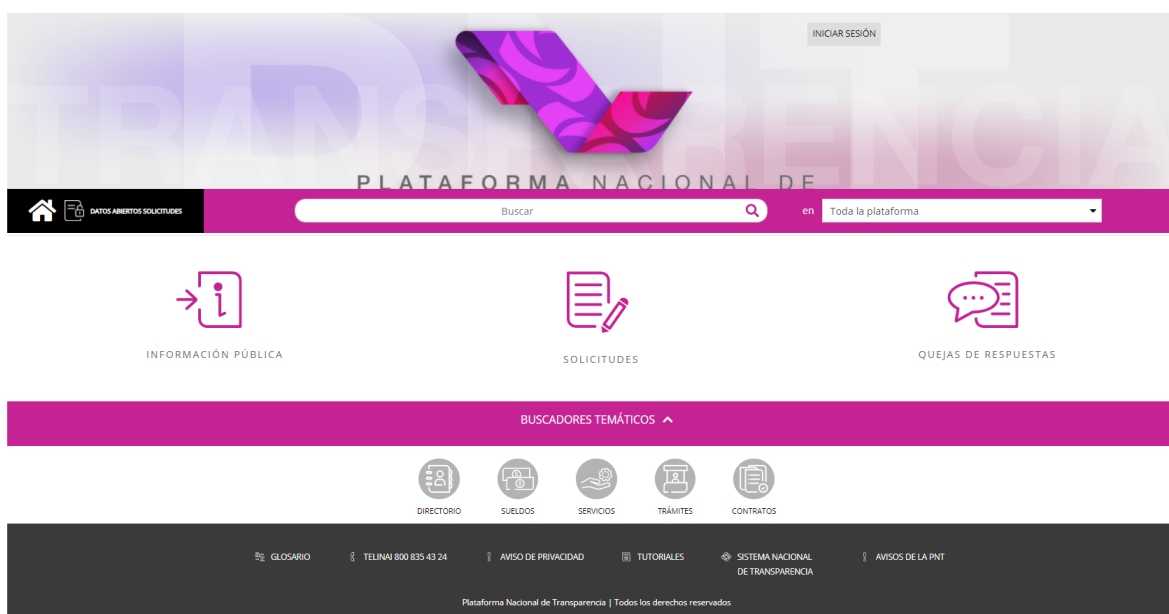 INICIAR SESIÓN
TRANSPARENCIA
PLATAFORMA NACIONAL DE
DATOS ABIERTOS SOLICITUDES
Buscar
en
Toda la plataforma
INFORMACIÓN PÚBLICA
SOLICITUDES
QUEJAS DE RESPUESTAS
BUSCADORES TEMÁTICOS
DIRECTORIO
SUELDOS
SERVICIOS
TRÁMITES
CONTRATOS
GLOSARIO
TELINAI 800 835 43 24
AVISO DE PRIVACIDAD
TUTORIALES
SISTEMA NACIONAL
DE TRANSPARENCIA
AVISOS DE LA PNT
Plataforma Nacional de Transparencia | Todos los derechos reservados